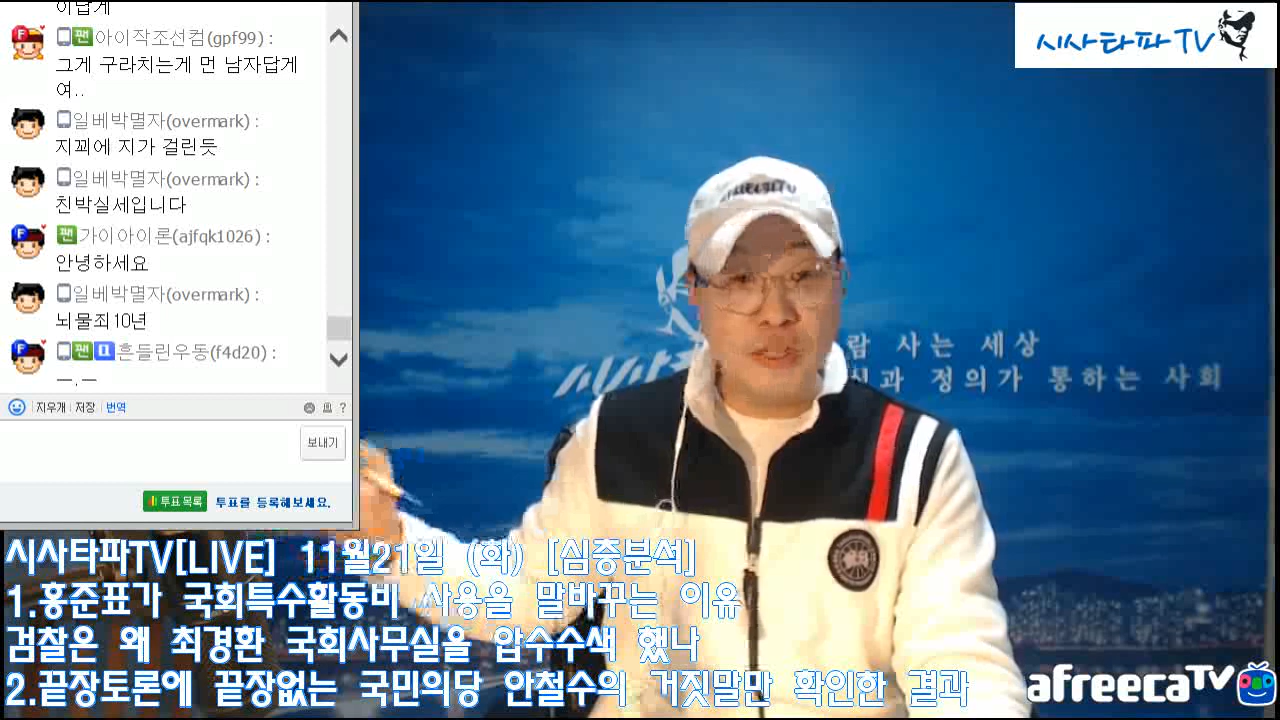 이답게
아이작조선컴(gpf99) :
그게 구라치는게 먼 남자답게
여..
일베박멸자(overmark) :
지꾀에 지가 걸린듯
일베박멸자(overmark) :
친박실세입니다
팬 가이아이론(ajfqk1026) :
안녕하세요
일베박멸자(overmark) :
뇌물죄10년
팬 흔들린우동(f4d20) :
ㅡ.ㅡ
지우개 저장 번역 ?
보내기
투표목록 투표를 등록해보세요.
시사타파TV
람 사는 세상
시사
과 정의가 통하는 사회
시사타파TV[LIVE] 11월21일 (화) [심층분석]
1.홍준표가 국회특수활동비 사용을 말바꾸는 이유
검찰은 왜 최경환 국회사무실을 압수수색 했나
2.끝장토론에 끝장없는 국민의당 안철수의 거짓말만 확인한 결과
afreecaTV